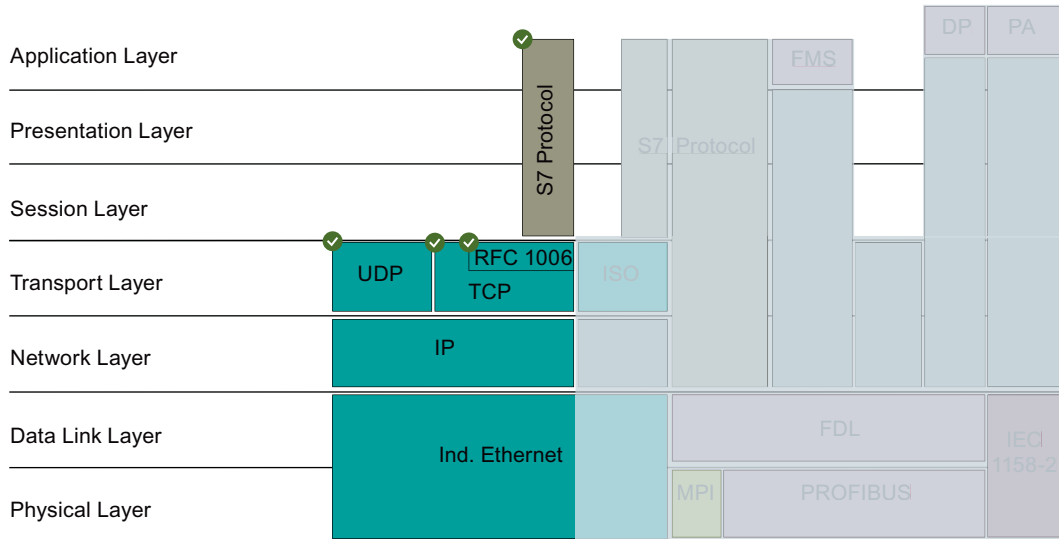 DP
PA
Application Layer
FMS
Presentation Layer
S7 Protocol
S7 Protocol
Session Layer
UDP
RFC 1006
TCP
ISO
Transport Layer
Network Layer
IP
Data Link Layer
Ind. Ethernet
FDL
IEC
1158-2
Physical Layer
MPI
PROFIBUS